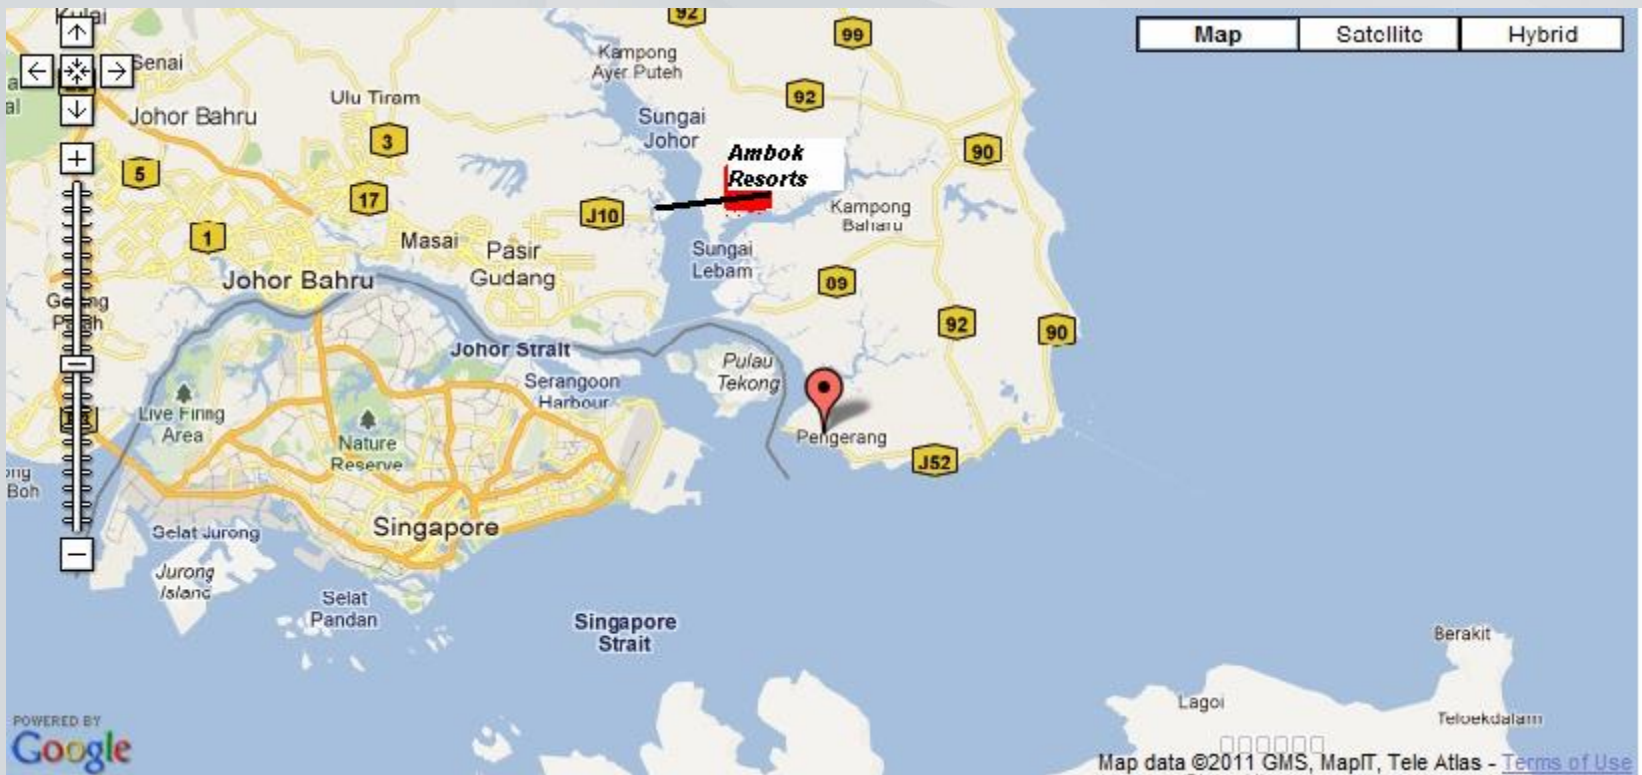 Kulai
92
99
Map
Satellite
Hybrid
Senai
Kampong
Ayer Puteh
Ulu Tiram
92
Johor Bahru
Sungai
Johor
3
Ambok
Resorts
90
5
17
J10
Kampong
Baharu
1
Masai
Pasir
Gudang
Sungai
Lebam
Johor Bahru
09
92
90
Johor Strait
Pulau
Tekong
Serangoon
Harbour
Live Firing
Area
Nature
Reserve
Pengerang
J52
Boh
Singapore
Selat Jurong
Jurong
Island
Selat
Pandan
Singapore
Strait
Berakit
Lagoi
Teloekdalam
POWERED BY
Google
Map data ©2011 GMS, MapIT, Tele Atlas - Terms of Use